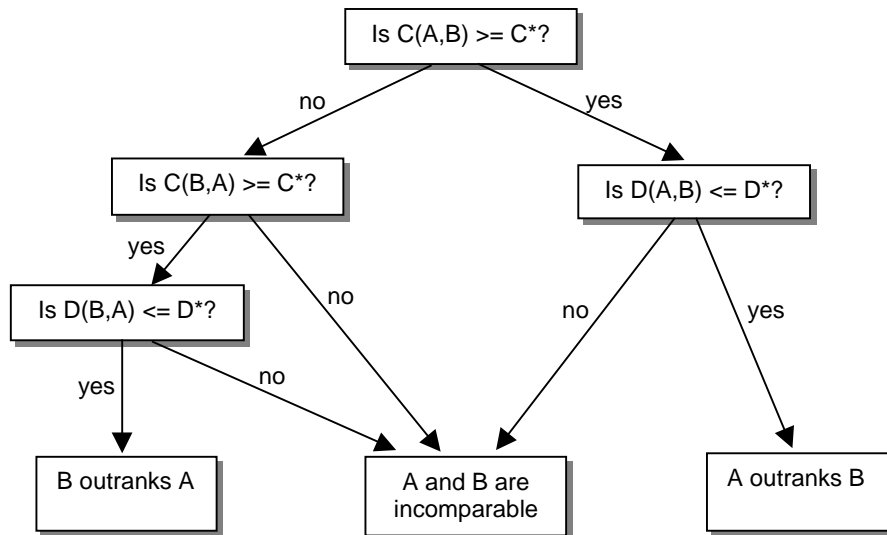 Is C(A,B) >= C*?
no
yes
Is C(B,A) >= C*?
Is D(A,B) <= D*?
yes
no
Is D(B,A) <= D*?
no
yes
yes
no
B outranks A
A and B are
incomparable
A outranks B